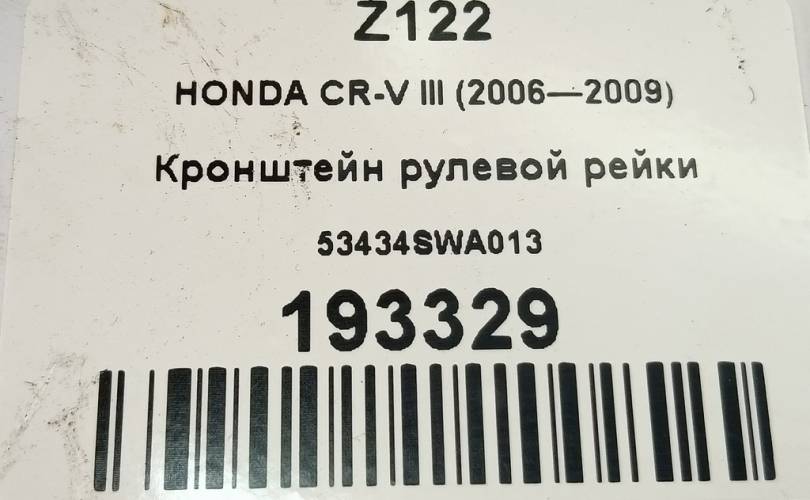 Z122
HONDA CR-V III (2006—2009)
Кронштейн рулевой рейки
53434SWA013
193329